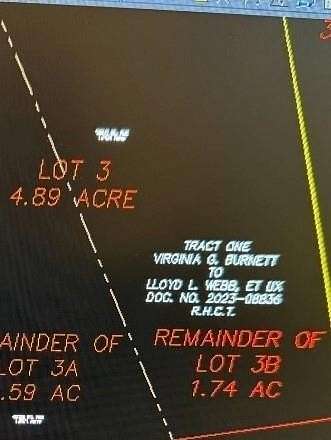 LOT 3
4.89 ACRE
TRACT ONE
VIRGINIA G. BURNETT
TO
LLOYD L. WEBB, ET UX
DOC. NO. 2023-08836
R.H.C.T.
AINDER OF
LOT 3A
.59 AC
REMAINDER OF
LOT 3B
1.74 AC